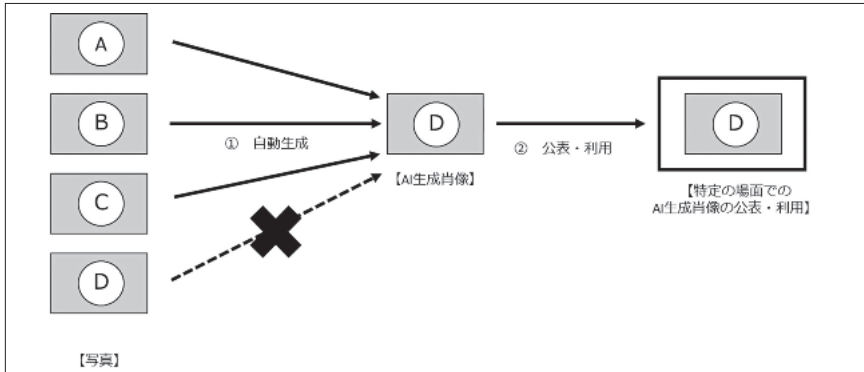 A
B
C
D
【写真】
① 自動生成
D
【AI生成肖像】
② 公表・利用
D
【特定の場面での
AI生成肖像の公表・利用】